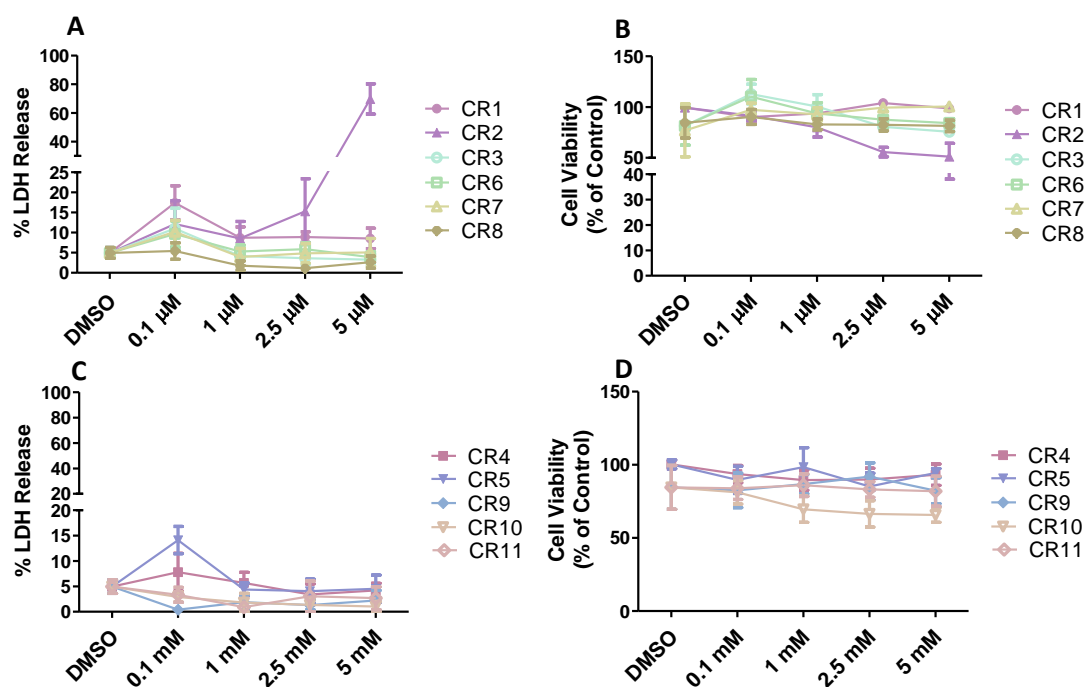 A
% LDH Release
100
80
60
40
25
20
15
10
5
0
DMSO
0.1 µM
1 µM
2.5 µM
5 µM
CR1
CR2
CR3
CR6
CR7
CR8
B
Cell Viability
(% of Control)
150
100
50
40
30
20
10
0
DMSO
0.1 µM
1 µM
2.5 µM
5 µM
CR1
CR2
CR3
CR6
CR7
CR8
C
% LDH Release
100
80
60
40
20
20
15
10
5
0
DMSO
0.1 mM
1 mM
2.5 mM
5 mM
CR4
CR5
CR9
CR10
CR11
D
Cell Viability
(% of Control)
150
100
50
0
DMSO
0.1 mM
1 mM
2.5 mM
5 mM
CR4
CR5
CR9
CR10
CR11